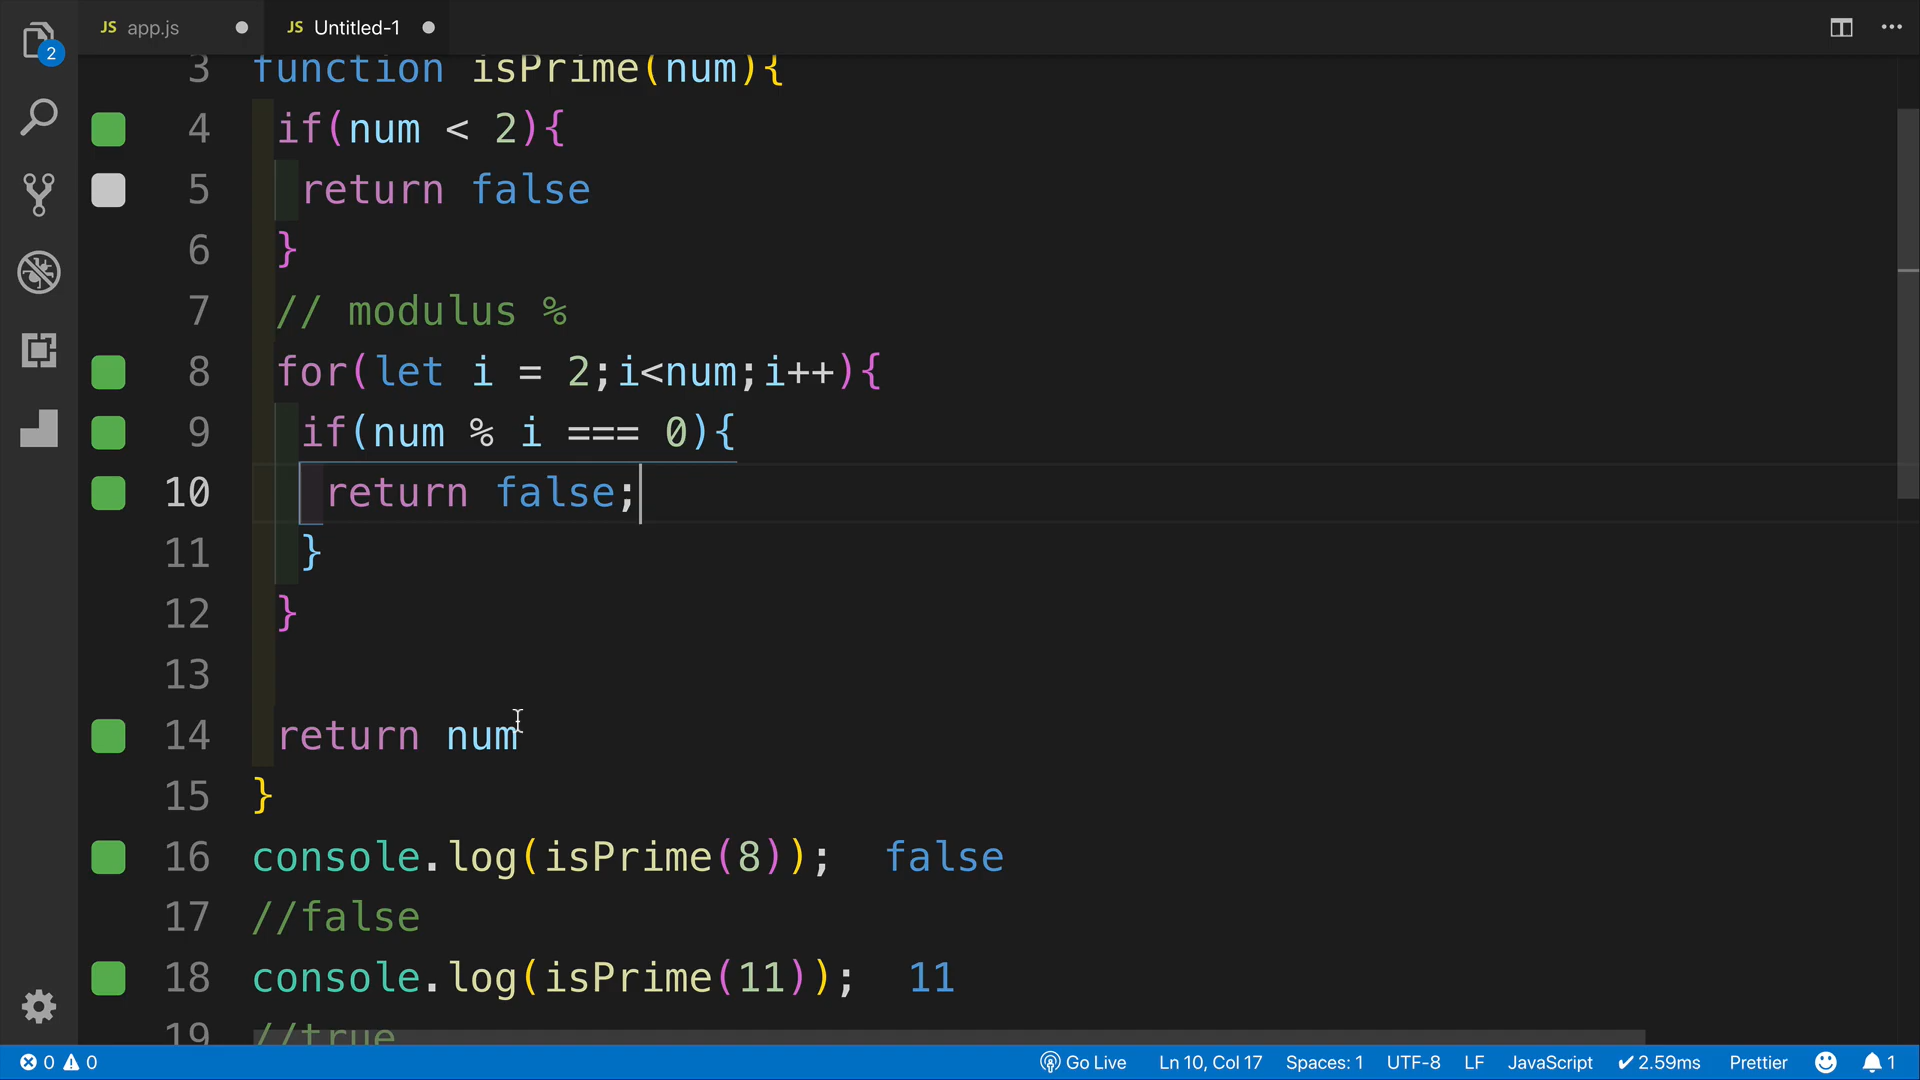 JS app.js JS Untitled-1
2
3 function isPrime(num){
4 if(num < 2){
5 return false
6 }
7 // modulus %
8 for(let i = 2;i<num;i++){
9 if(num % i === 0){
10 return false;
11 }
12 }
13
14 return num
15 }
16 console.log(isPrime(8)); false
17 //false
18 console.log(isPrime(11)); 11
19 //true
0 0 Go Live Ln 10, Col 17 Spaces: 1 UTF-8 LF JavaScript ✔ 2.59ms Prettier 1